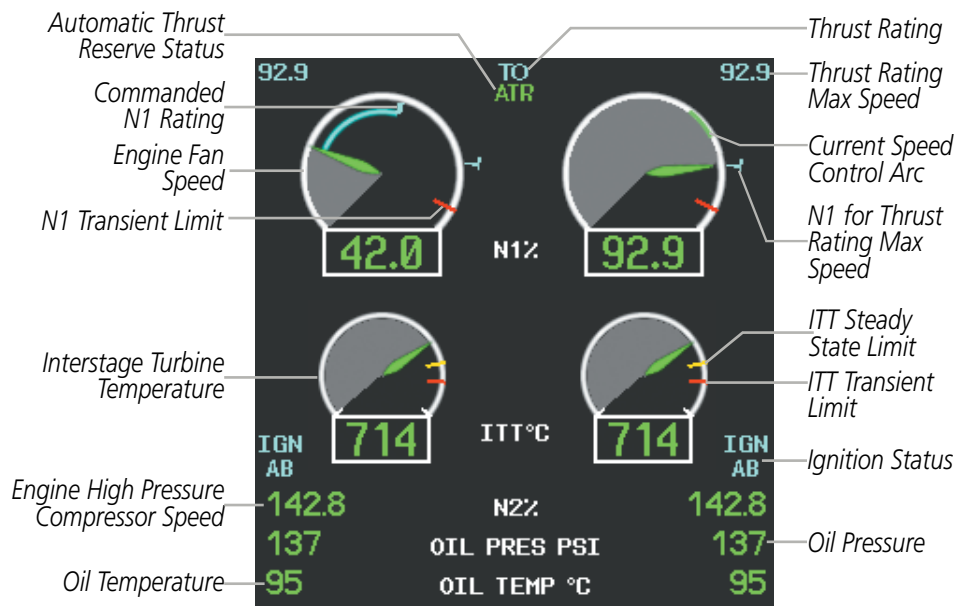 Automatic Thrust
Reserve Status
Thrust Rating
92.9
TO
92.9
Thrust Rating
Max Speed
ATR
Commanded
N1 Rating
Engine Fan
Speed
Current Speed
Control Arc
N1 Transient Limit
N1 for Thrust
Rating Max
Speed
42.0
N1%
92.9
ITT Steady
State Limit
Interstage Turbine
Temperature
ITT Transient
Limit
714
ITT°C
714
IGN
AB
IGN
AB
Ignition Status
Engine High Pressure
Compressor Speed
142.8
N2%
142.8
137
OIL PRES PSI
137
Oil Pressure
Oil Temperature
95
OIL TEMP °C
95